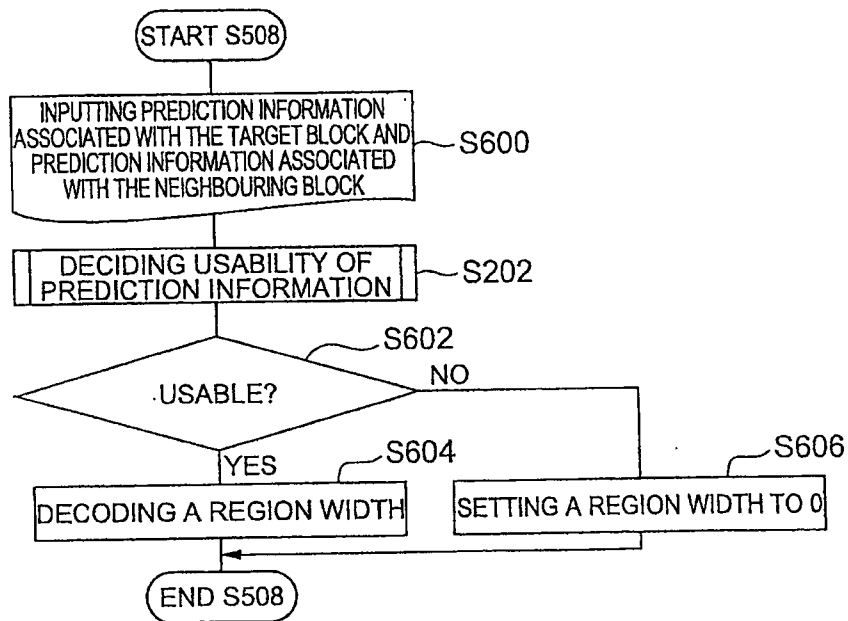 START S508
INPUTTING PREDICTION INFORMATION
ASSOCIATED WITH THE TARGET BLOCK AND
PREDICTION INFORMATION ASSOCIATED
WITH THE NEIGHBOURING BLOCK
S600
DECIDING USABILITY OF
PREDICTION INFORMATION
S202
S602
USABLE?
NO
YES
S604
S606
DECODING A REGION WIDTH
SETTING A REGION WIDTH TO 0
END S508